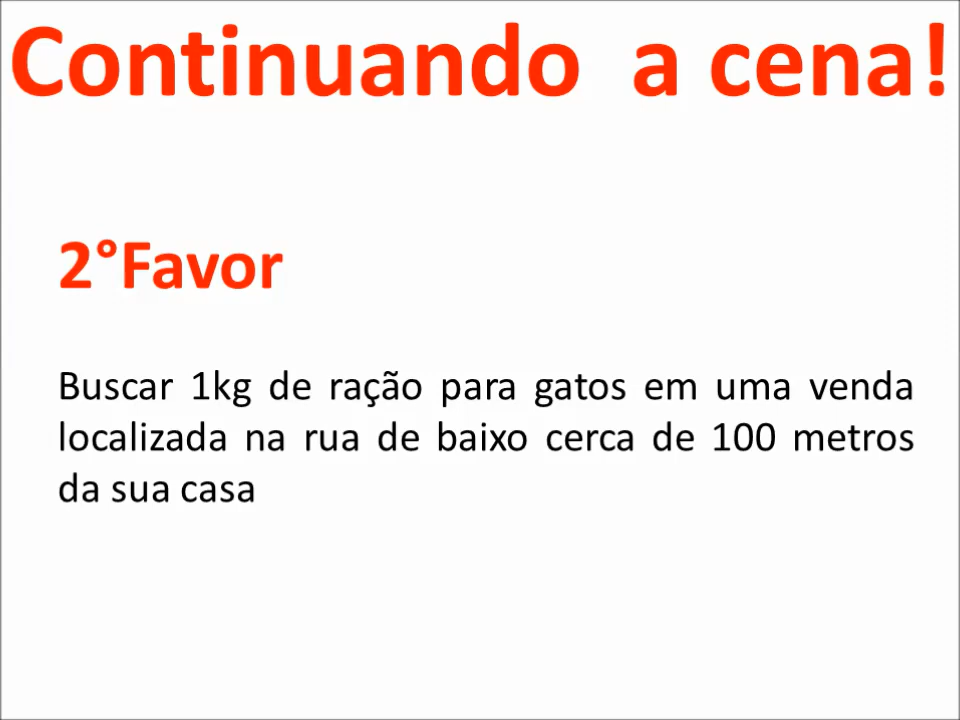 Continuando a cena!
2°Favor
Buscar 1kg de ração para gatos em uma venda
localizada na rua de baixo cerca de 100 metros
da sua casa